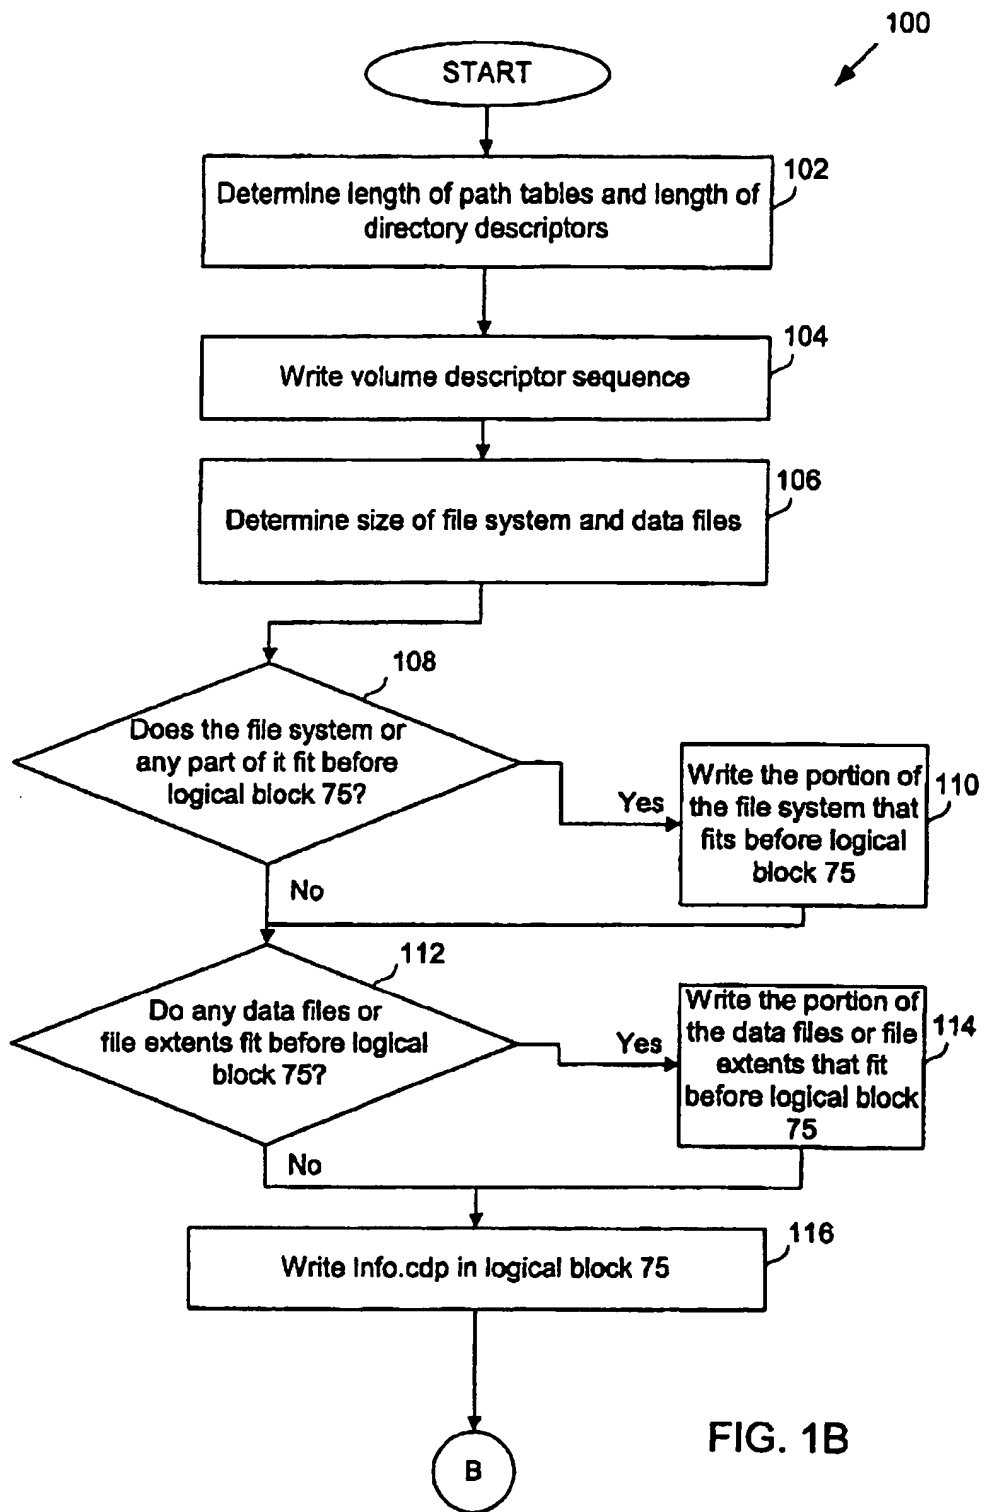 100
START
Determine length of path tables and length of
directory descriptors
102
Write volume descriptor sequence
104
Determine size of file system and data files
106
Does the file system or
any part of it fit before
logical block 75?
108
Yes
Write the portion of
the file system that
fits before logical
block 75
110
No
Do any data files or
file extents fit before logical
block 75?
112
Yes
Write the portion of
the data files or file
extents that fit
before logical block
75
114
No
Write Info.cdp in logical block 75
116
B
FIG. 1B